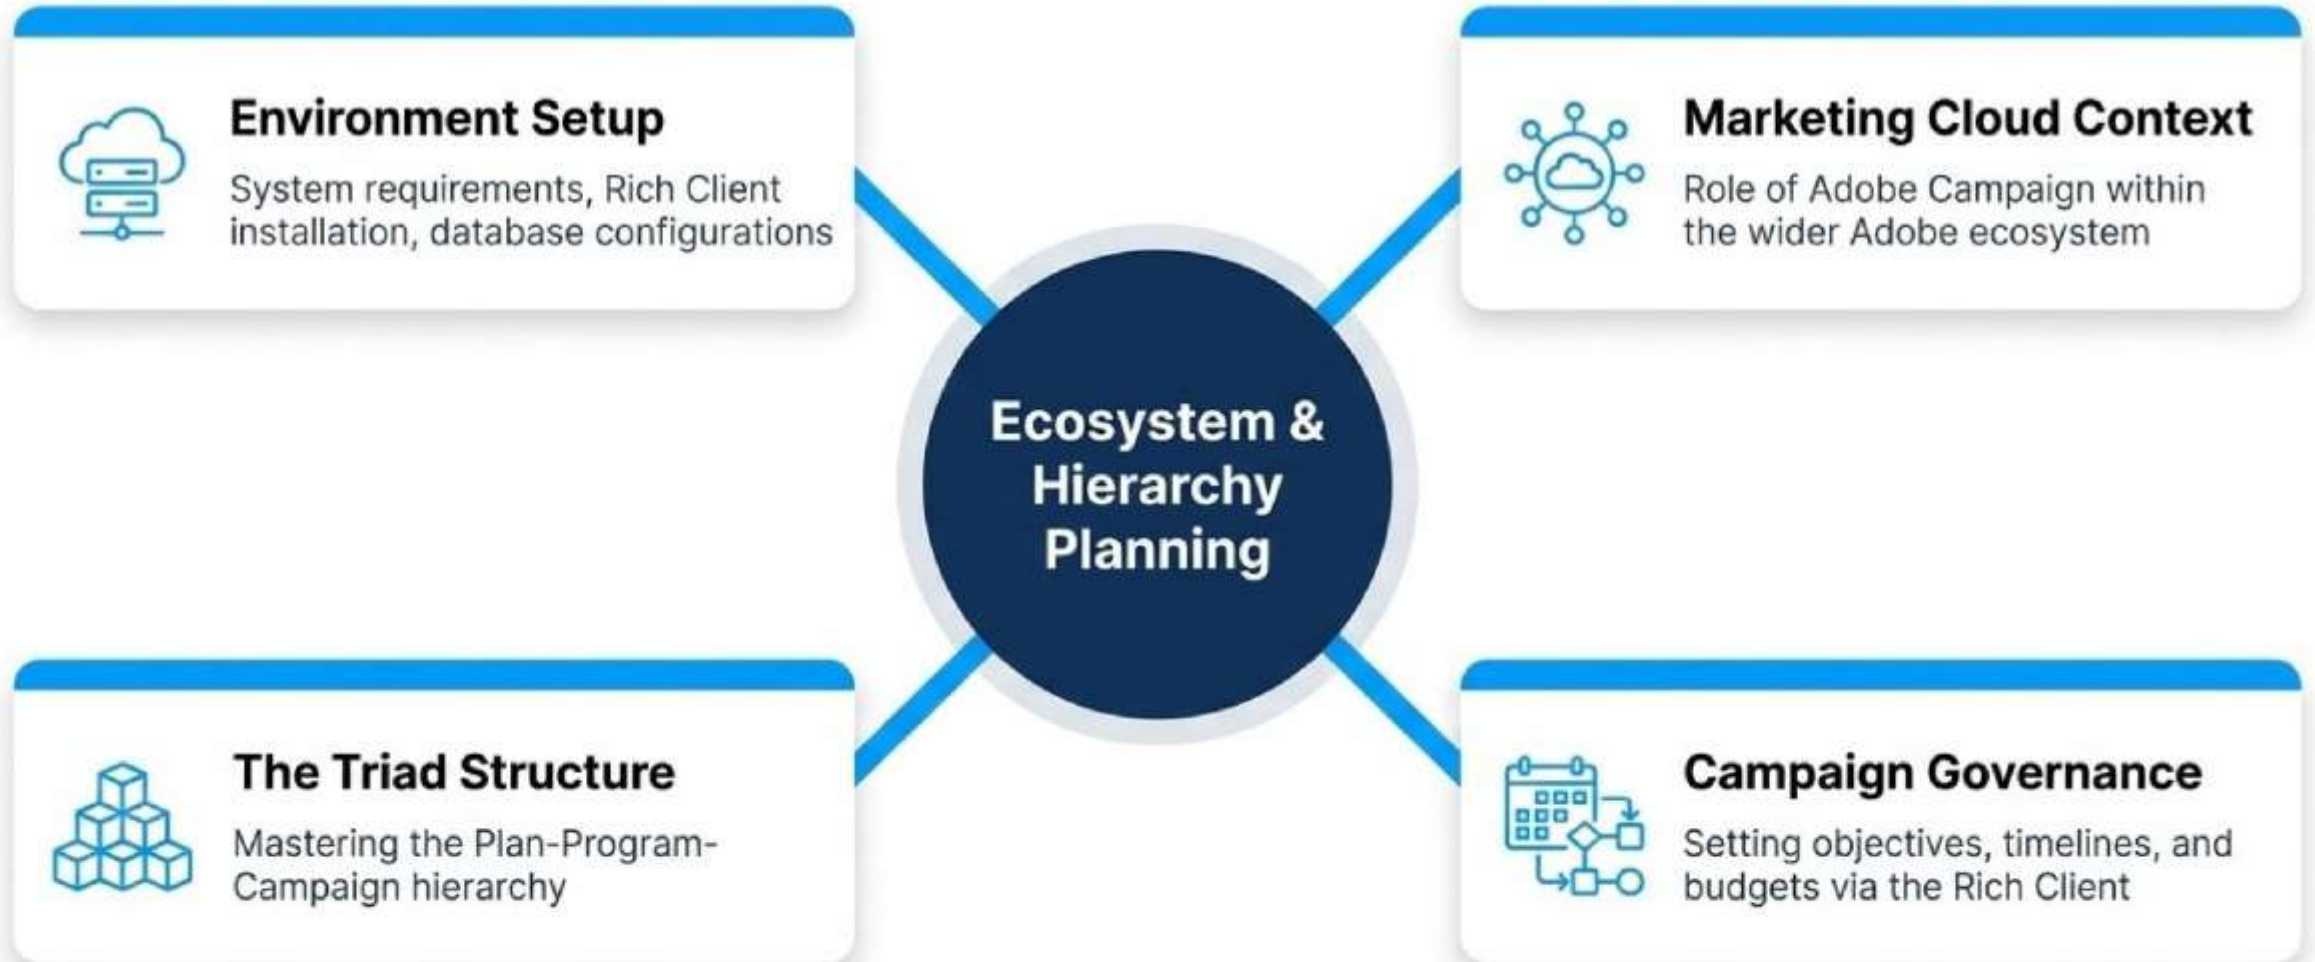 Environment Setup
System requirements, Rich Client
installation, database configurations
Marketing Cloud Context
Role of Adobe Campaign within
the wider Adobe ecosystem
Ecosystem &
Hierarchy
Planning
The Triad Structure
Mastering the Plan-Program-
Campaign hierarchy
Campaign Governance
Setting objectives, timelines, and
budgets via the Rich Client